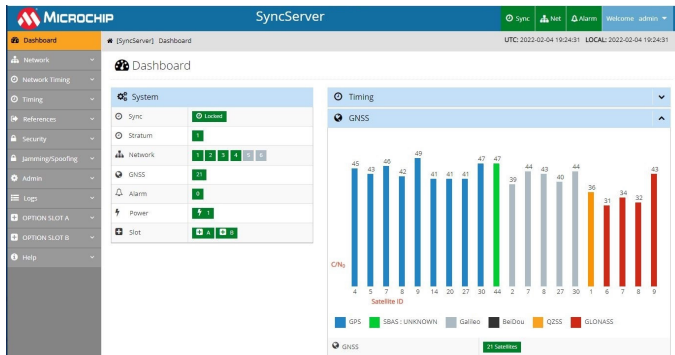 MICROCHIP
SyncServer
Sync Net Alarm Welcome admin
Dashboard
[SyncServer] Dashboard
UTC: 2022-02-04 19:24:31 LOCAL: 2022-02-04 19:24:31
Network
Network Timing
Timing
References
Security
Jamming/Spoofing
Admin
Logs
OPTION SLOT A
OPTION SLOT B
Help
Dashboard
System
Sync Locked
Stratum 1
Network 1 2 3 4 5 6
GNSS 21
Alarm 0
Power 1
Slot A B
Timing
GNSS
45 43 46 42 49 41 41 41 47 47 39 44 43 40 44 36 31 34 32 43
C/N₀
4 5 7 8 9 14 20 27 30 44 2 7 8 27 30 1 6 7 8 9
Satellite ID
GPS SBAS : UNKNOWN Galileo BeiDou QZSS GLONASS
GNSS 21 Satellites